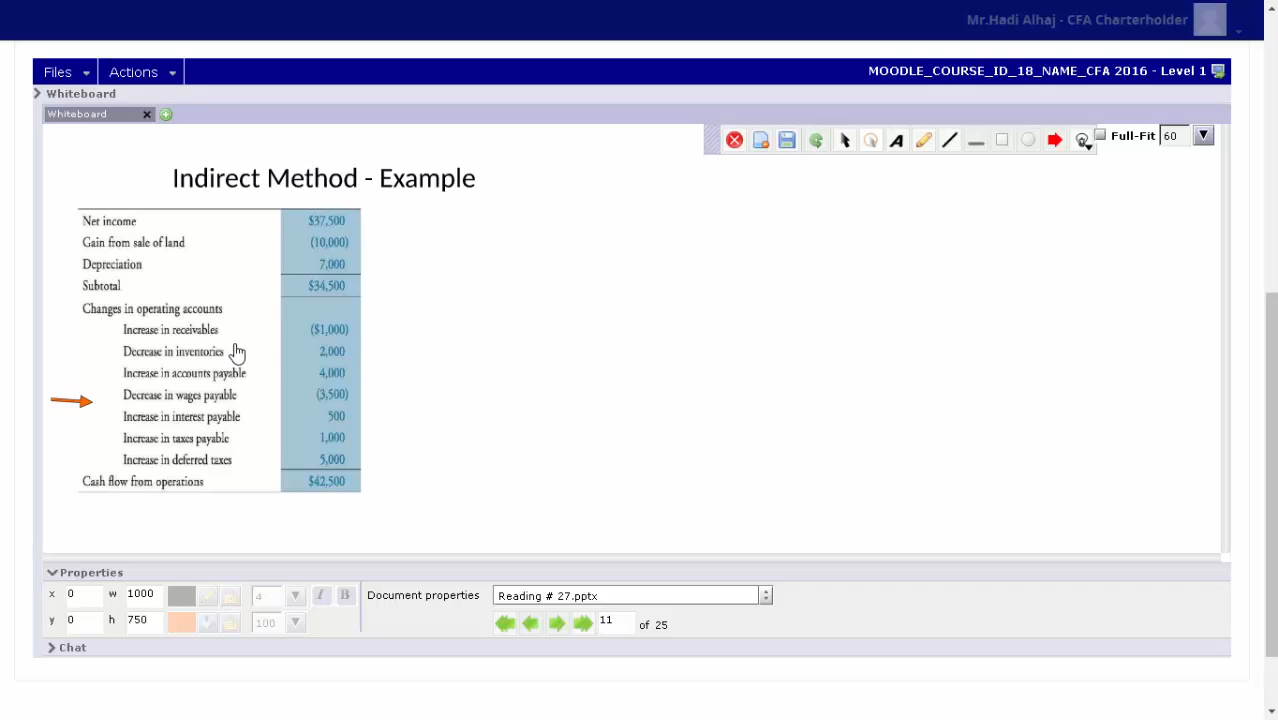 Mr.Hadi Alhaj - CFA Charterholder
Files Actions MOODLE_COURSE_ID_18_NAME_CFA 2016 - Level 1
Whiteboard
Whiteboard
Full-Fit 60
Indirect Method - Example
Net income $37,500
Gain from sale of land (10,000)
Depreciation 7,000
Subtotal $34,500
Changes in operating accounts
Increase in receivables ($1,000)
Decrease in inventories 2,000
Increase in accounts payable 4,000
Decrease in wages payable (3,500)
Increase in interest payable 500
Increase in taxes payable 1,000
Increase in deferred taxes 5,000
Cash flow from operations $42,500
Properties
x 0 w 1000 4 I B Document properties Reading # 27.pptx
y 0 h 750 100 11 of 25
Chat